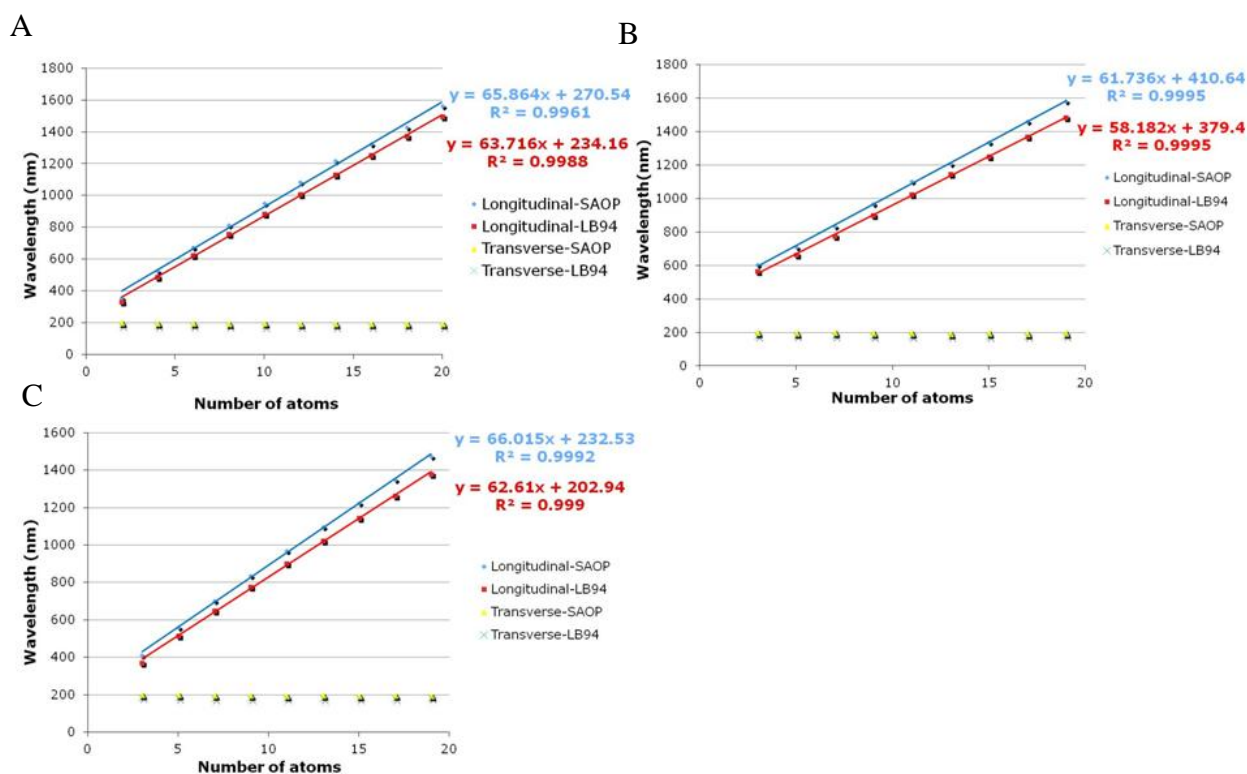 A
1800
1600
1400
1200
1000
800
600
400
200
0
Wavelength (nm)
0 5 10 15 20
Number of atoms
y = 65.864x + 270.54
R² = 0.9961
y = 63.716x + 234.16
R² = 0.9988
Longitudinal-SAOP
Longitudinal-LB94
Transverse-SAOP
Transverse-LB94
B
1800
1600
1400
1200
1000
800
600
400
200
0
Wavelength(nm)
0 5 10 15 20
Number of atoms
y = 61.736x + 410.64
R² = 0.9995
y = 58.182x + 379.4
R² = 0.9995
Longitudinal-SAOP
Longitudinal-LB94
Transverse-SAOP
Transverse-LB94
C
1600
1400
1200
1000
800
600
400
200
0
Wavelength (nm)
0 5 10 15 20
Number of atoms
y = 66.015x + 232.53
R² = 0.9992
y = 62.61x + 202.94
R² = 0.999
Longitudinal-SAOP
Longitudinal-LB94
Transverse-SAOP
Transverse-LB94